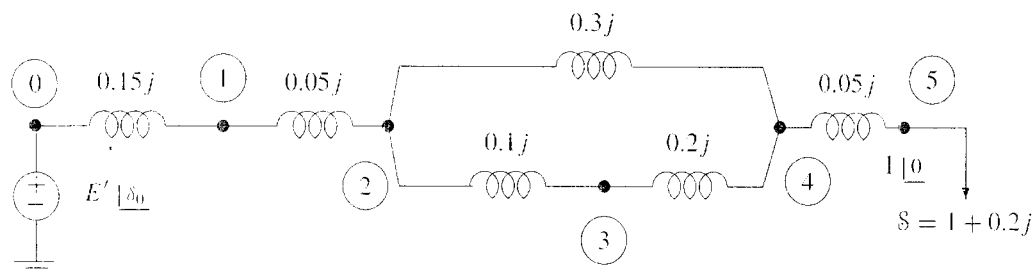 0.3j
0
0.15j
1
0.05j
0.05j
5
0.1j
0.2j
E′ |δ₀
2
4
1 |0
3
S = 1 + 0.2j